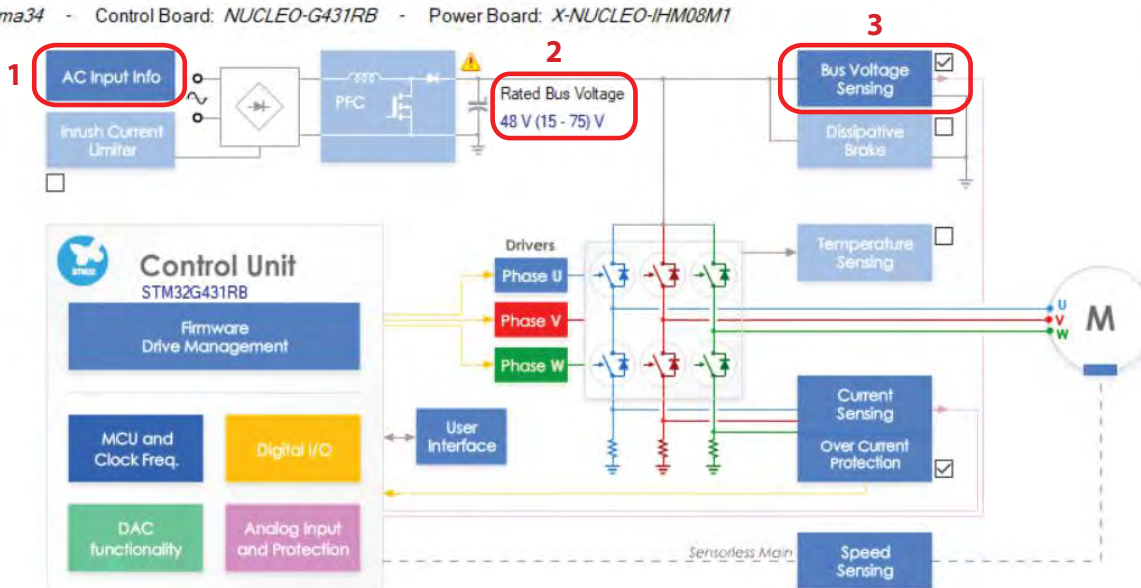 ma34 - Control Board: NUCLEO-G431RB - Power Board: X-NUCLEO-IHM08M1
1
2
3
AC Input Info
Inrush Current
Limiter
PFC
Rated Bus Voltage
48 V (15 - 75) V
Bus Voltage
Sensing
Dissipative
Brake
STM32
Control Unit
STM32G431RB
Firmware
Drive Management
Drivers
Phase U
Phase V
Phase W
Temperature
Sensing
U
V
W
M
MCU and
Clock Freq.
Digital I/O
User
Interface
Current
Sensing
Over Current
Protection
DAC
functionality
Analog Input
and Protection
Sensorless Main
Speed
Sensing